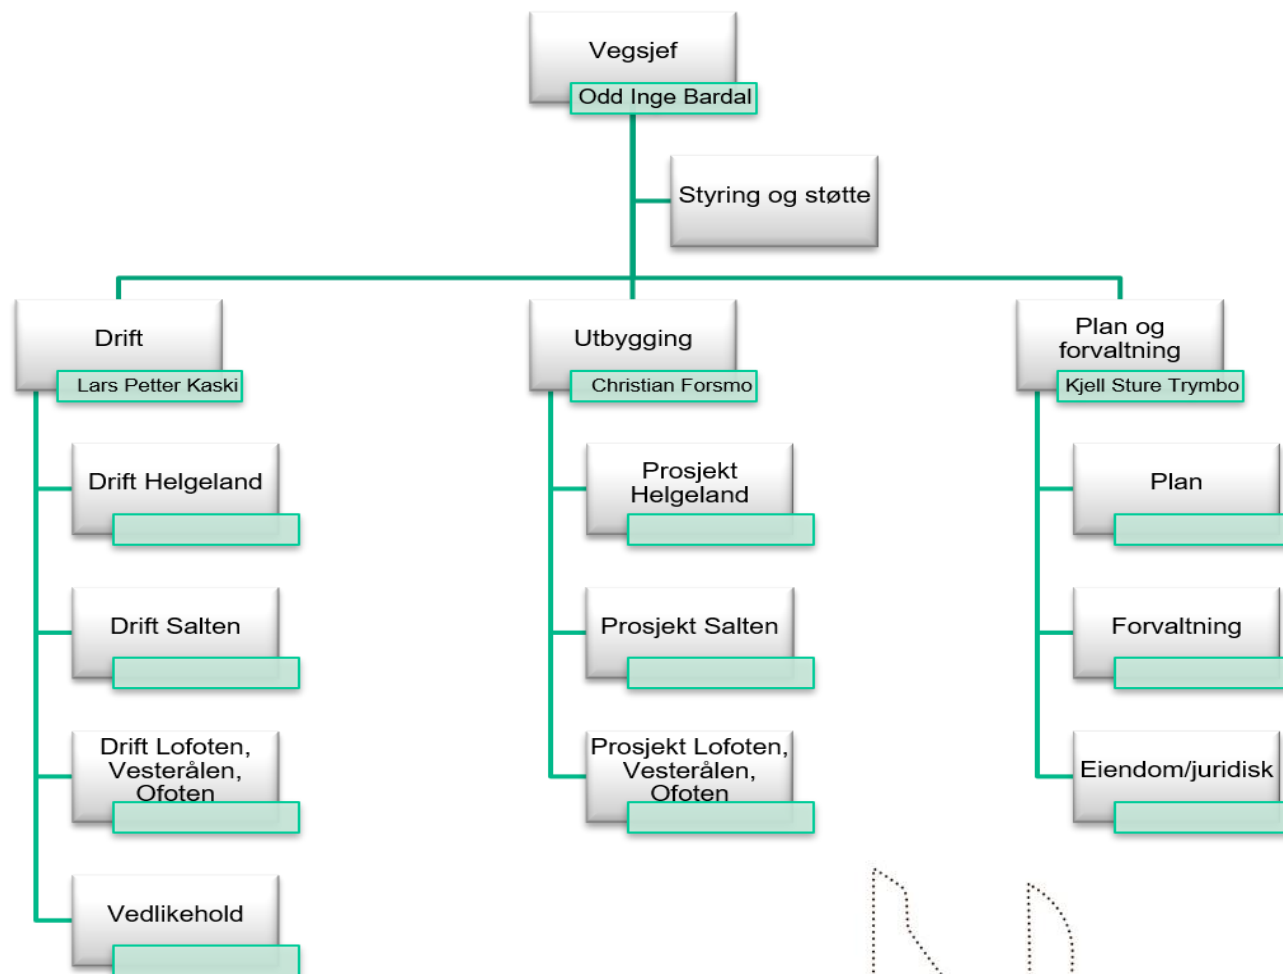 Vegsjef
Odd Inge Bardal
Styring og støtte
Drift
Lars Petter Kaski
Utbygging
Christian Forsmo
Plan og
forvaltning
Kjell Sture Trymbo
Drift Helgeland
Prosjekt
Helgeland
Plan
Drift Salten
Prosjekt Salten
Forvaltning
Drift Lofoten,
Vesterålen,
Ofoten
Prosjekt Lofoten,
Vesterålen,
Ofoten
Eiendom/juridisk
Vedlikehold